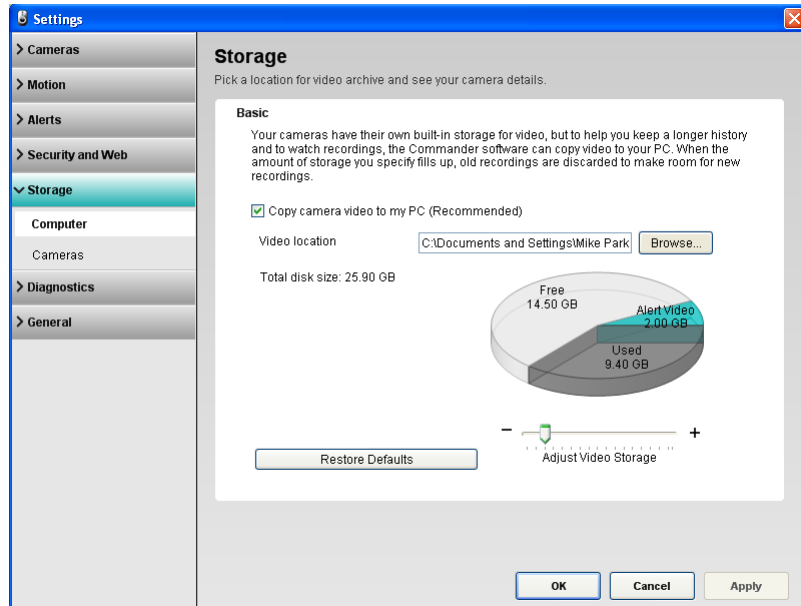 Settings
Cameras
Motion
Alerts
Security and Web
Storage
Computer
Cameras
Diagnostics
General
Storage
Pick a location for video archive and see your camera details.
Basic
Your cameras have their own built-in storage for video, but to help you keep a longer history
and to watch recordings, the Commander software can copy video to your PC. When the
amount of storage you specify fills up, old recordings are discarded to make room for new
recordings.
Copy camera video to my PC (Recommended)
Video location
C:\Documents and Settings\Mike Park
Browse...
Total disk size: 25.90 GB
Free
14.50 GB
Alert Video
2.00 GB
Used
9.40 GB
- +
Adjust Video Storage
Restore Defaults
OK
Cancel
Apply